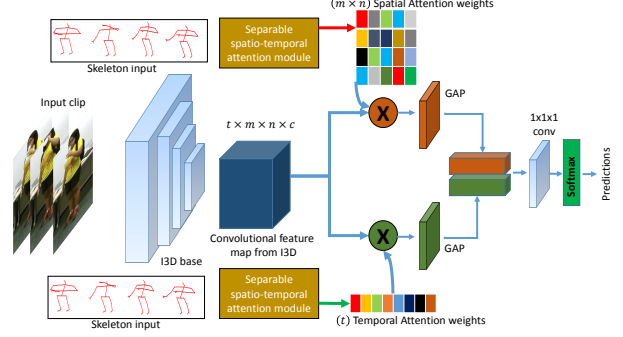 (m × n) Spatial Attention weights
Separable
spatio-temporal
attention module
Skeleton input
Input clip
t × m × n × c
X
GAP
1x1x1
conv
Softmax
Predictions
I3D base
Convolutional feature
map from I3D
X
GAP
Separable
spatio-temporal
attention module
Skeleton input
(t) Temporal Attention weights